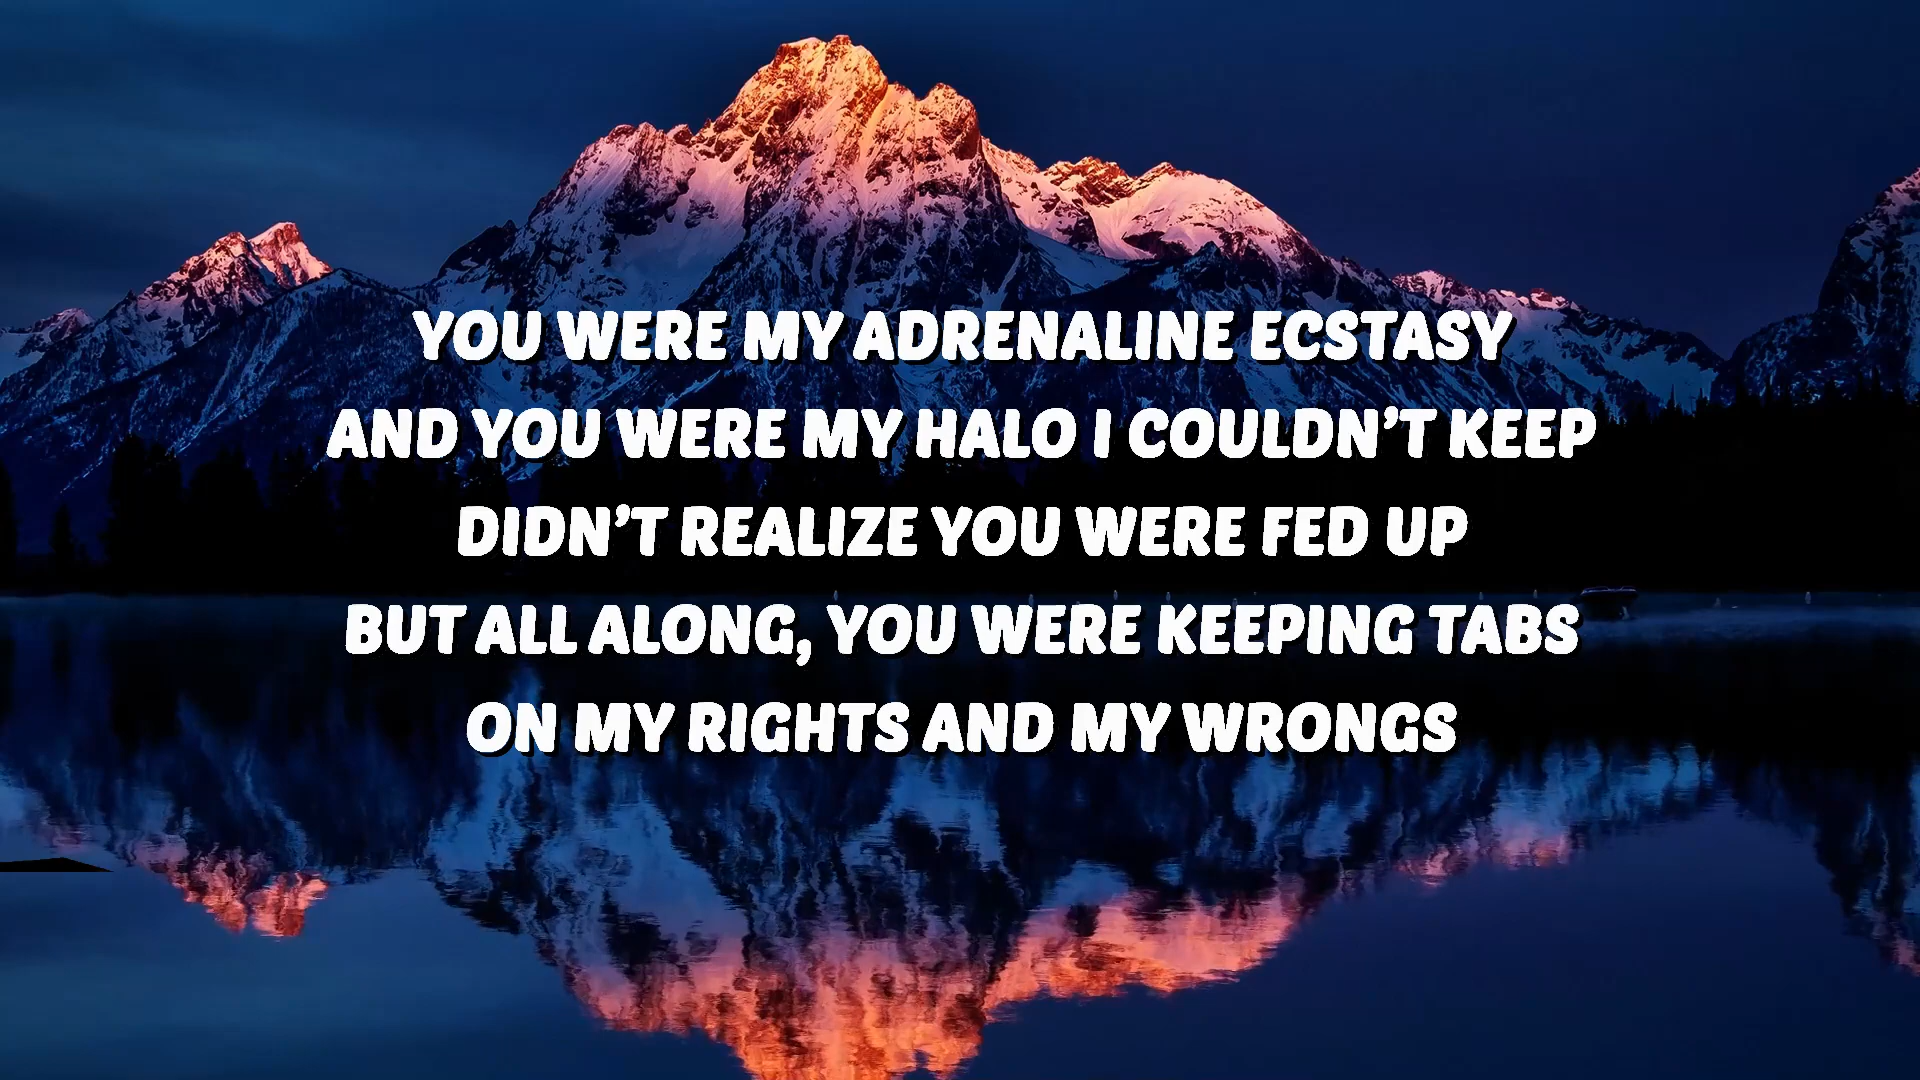 YOU WERE MY ADRENALINE ECSTASY
AND YOU WERE MY HALO I COULDN’T KEEP
DIDN’T REALIZE YOU WERE FED UP
BUT ALL ALONG, YOU WERE KEEPING TABS
ON MY RIGHTS AND MY WRONGS